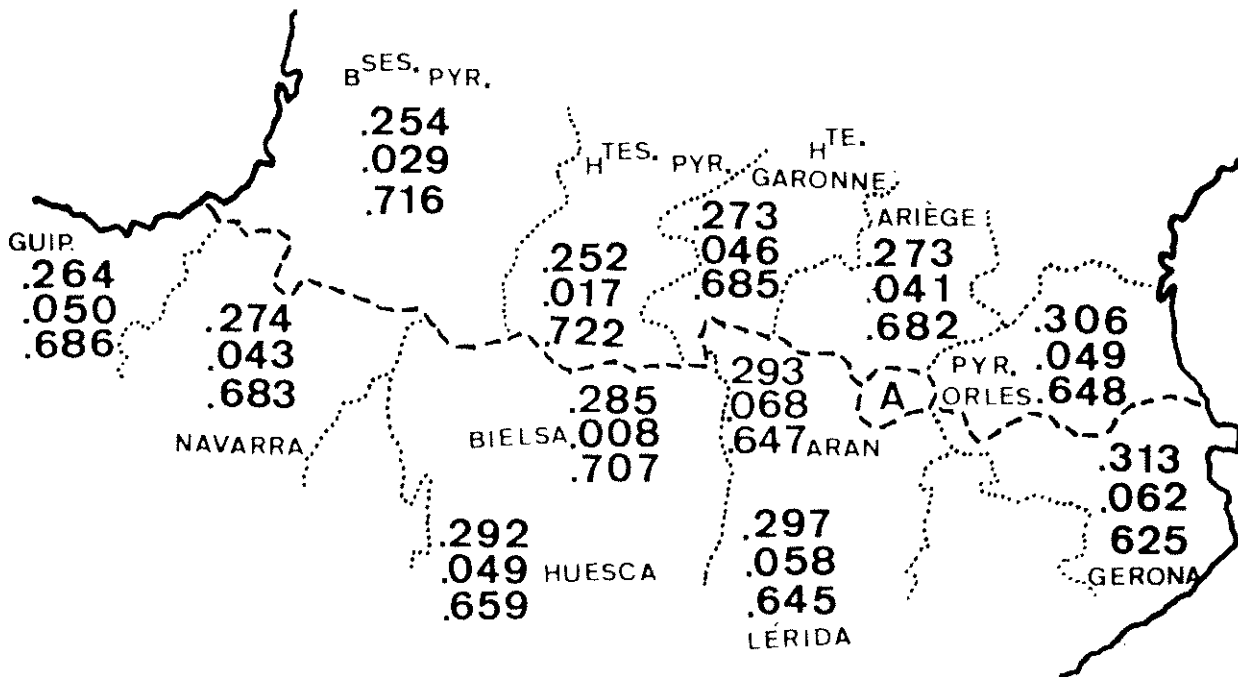 BSES. PYR.
.254
.029
.716
HTES. PYR.
.252
.017
.722
HTE.
GARONNE
.273
.046
.685
ARIÈGE
.273
.041
.682
GUIP.
.264
.050
.686
.274
.043
.683
NAVARRA
.306
.049
.648
PYR.
ORLES
A
.293
.068
.647 ARAN
.285
BIELSA .008
.707
.313
.062
625
GERONA
.292
.049 HUESCA
.659
.297
.058
.645
LÉRIDA